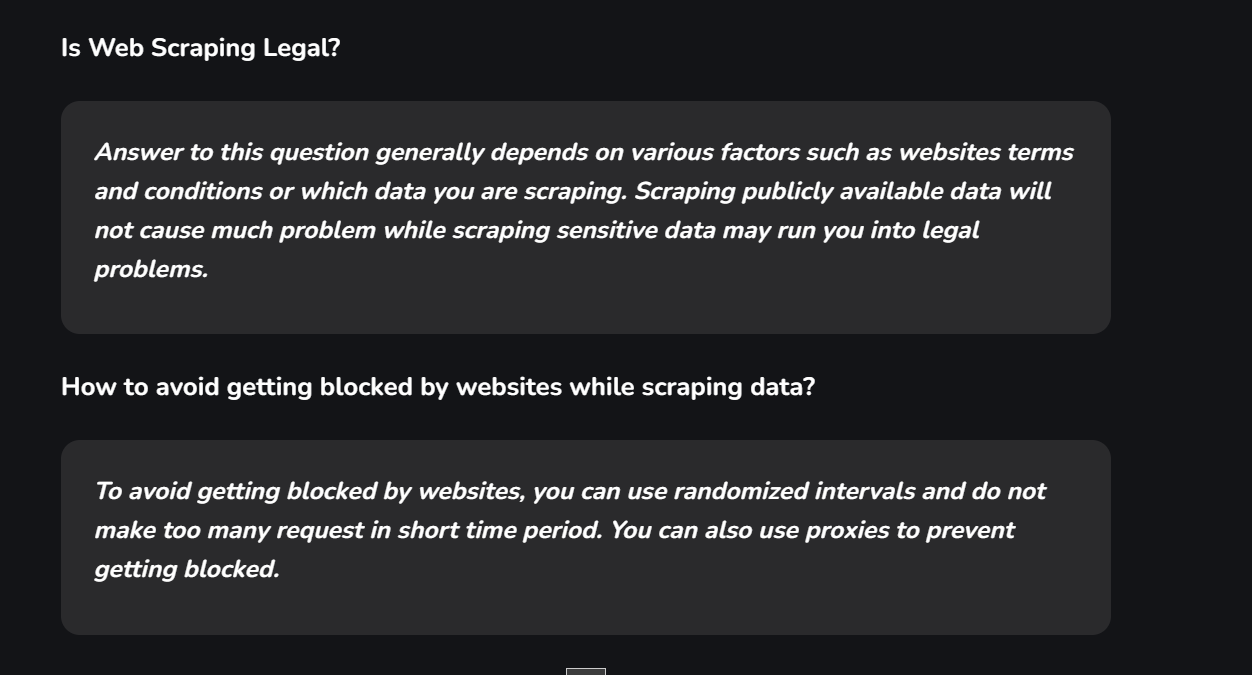 Is Web Scraping Legal?
Answer to this question generally depends on various factors such as websites terms
and conditions or which data you are scraping. Scraping publicly available data will
not cause much problem while scraping sensitive data may run you into legal
problems.
How to avoid getting blocked by websites while scraping data?
To avoid getting blocked by websites, you can use randomized intervals and do not
make too many request in short time period. You can also use proxies to prevent
getting blocked.